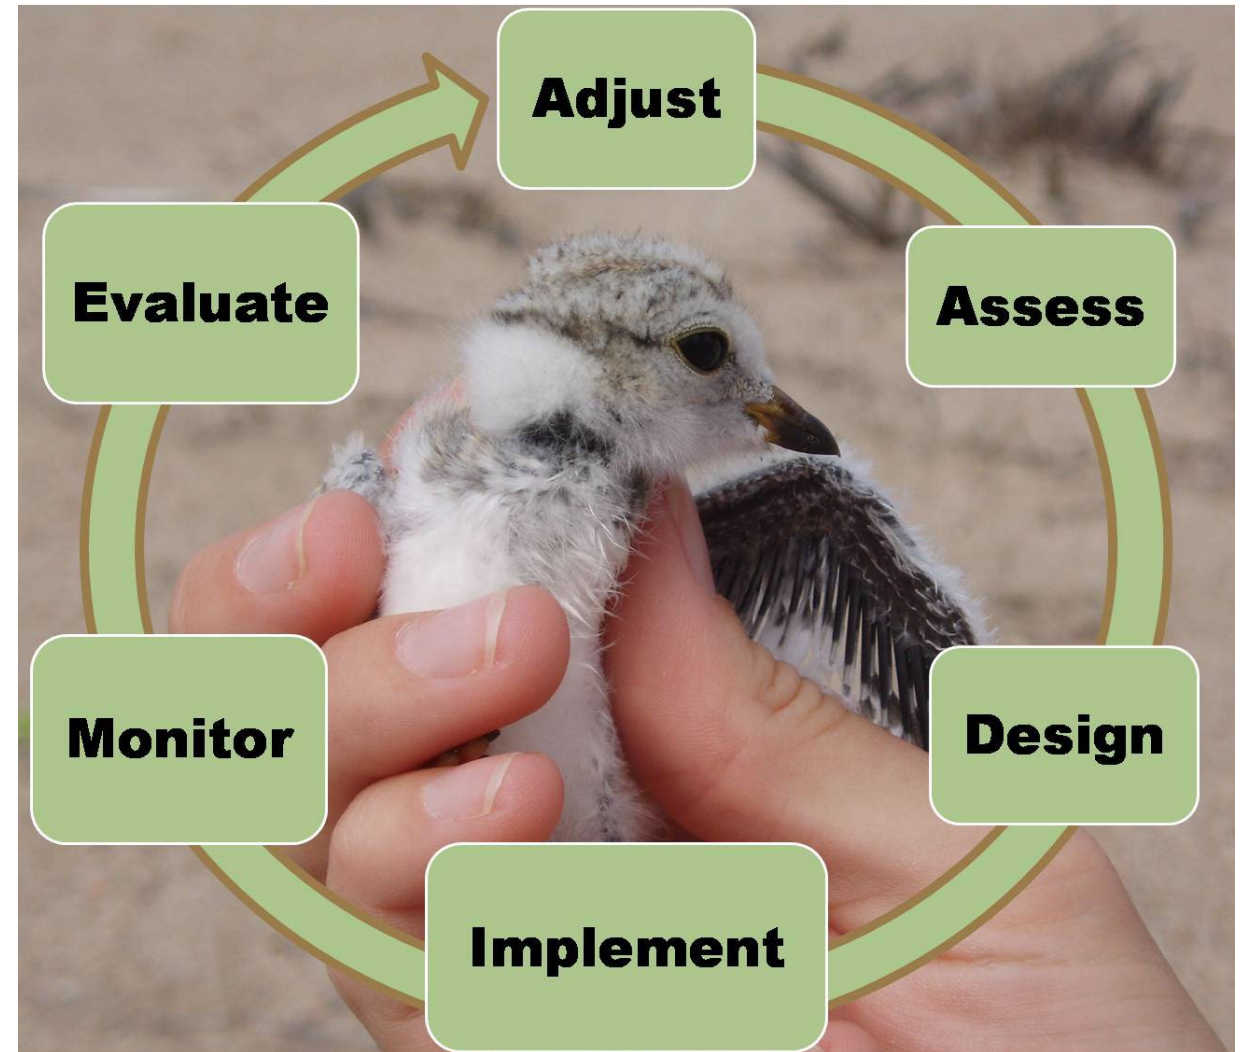 Adjust
Assess
Design
Implement
Monitor
Evaluate